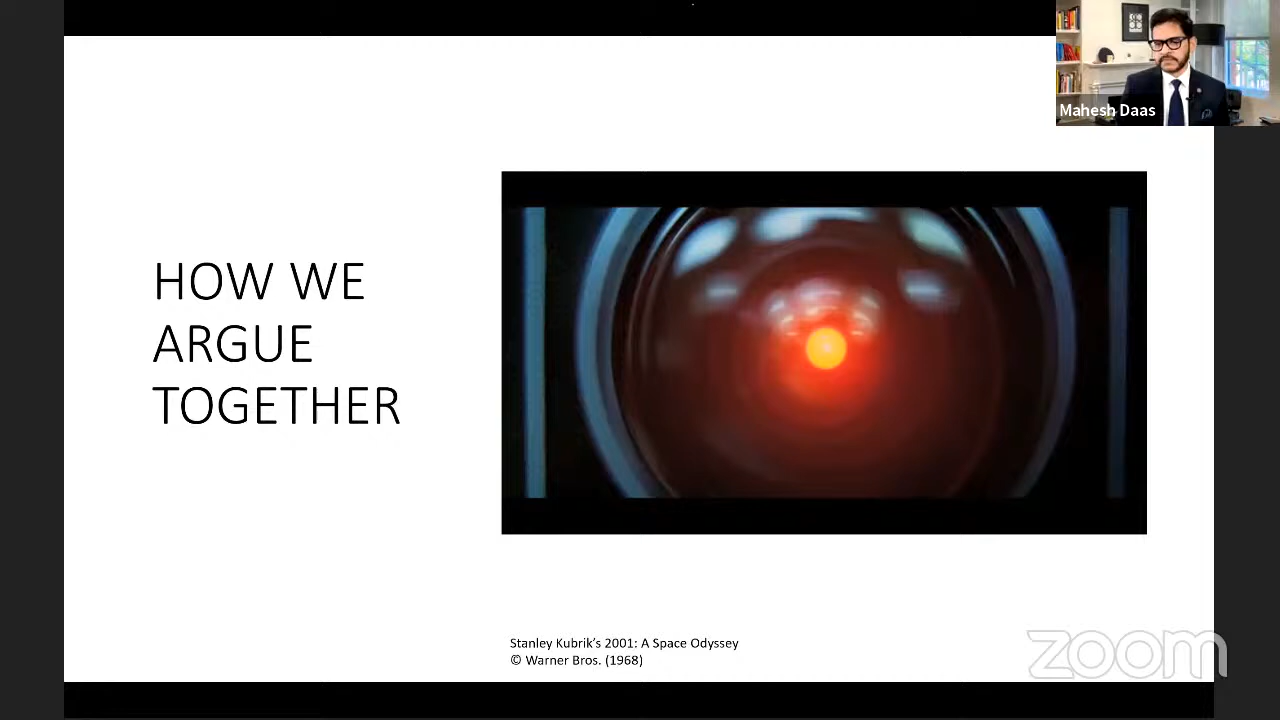 Mahesh Daas
HOW WE
ARGUE
TOGETHER
Stanley Kubrik's 2001: A Space Odyssey
© Warner Bros. (1968)
zoom